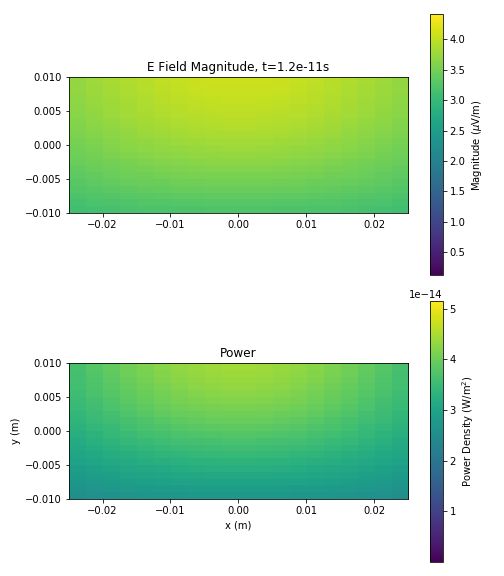 E Field Magnitude, t=1.2e-11s
0.010
0.005
0.000
−0.005
−0.010
−0.02 −0.01 0.00 0.01 0.02
4.0
3.5
3.0
2.5
2.0
1.5
1.0
0.5
Magnitude (μV/m)
Power
0.010
0.005
0.000
−0.005
−0.010
y (m)
−0.02 −0.01 0.00 0.01 0.02
x (m)
1e−14
5
4
3
2
1
Power Density (W/m²)